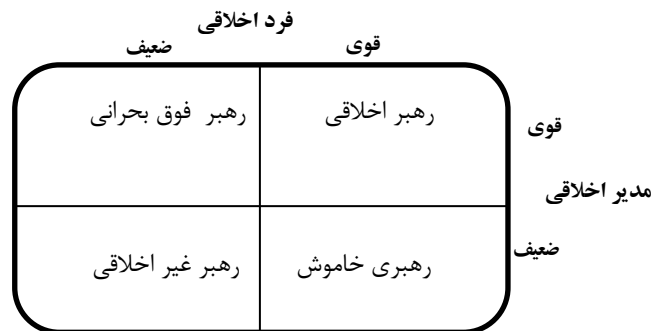 فرد اخلاقی
قوی ضعیف
رهبر اخلاقی رهبر فوق بحرانی
قوی
مدیر اخلاقی
ضعیف
رهبری خاموش رهبر غیر اخلاقی